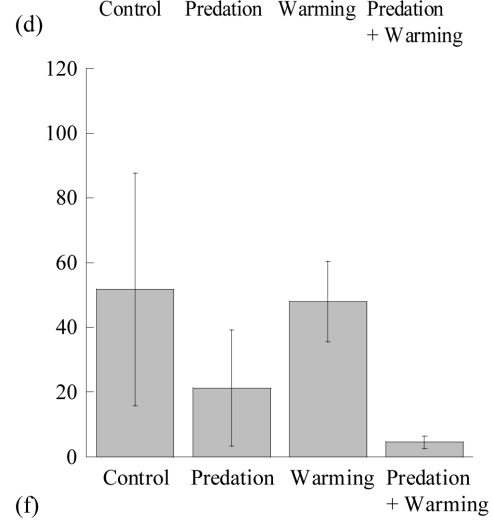 Control Predation Warming Predation
+ Warming
(d)
120
100
80
60
40
20
0
Control Predation Warming Predation
+ Warming
(f)